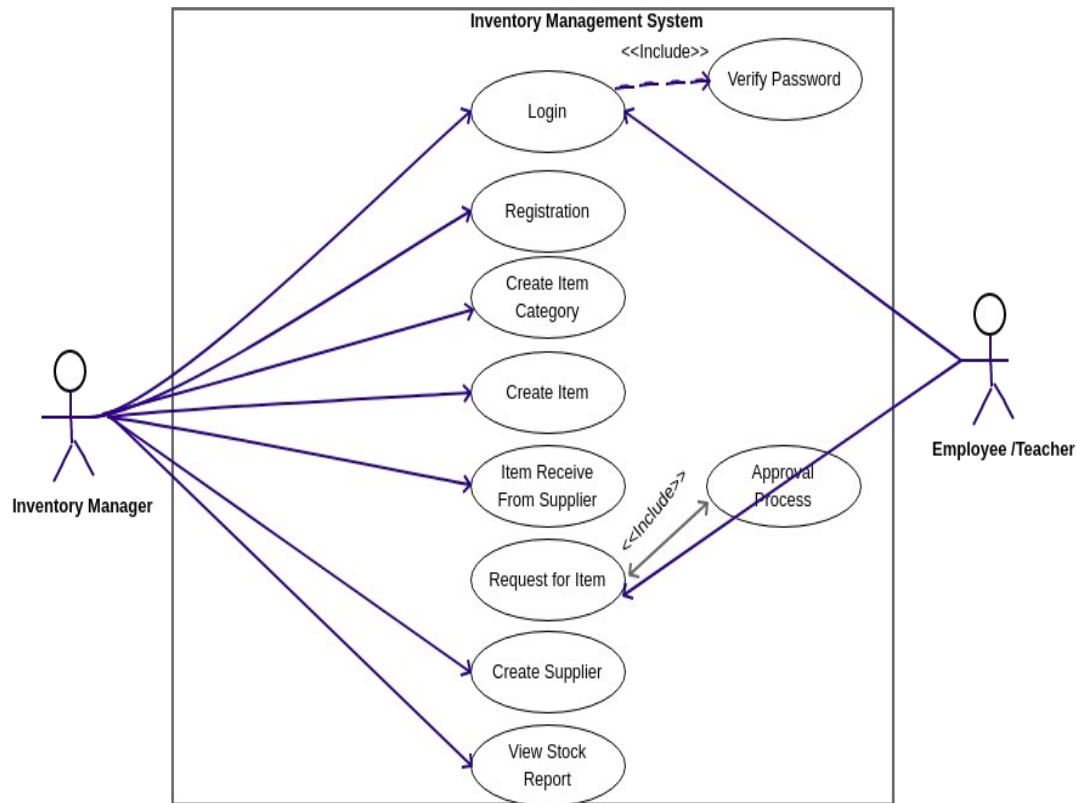 Inventory Management System
<<Include>>
Verify Password
Login
Registration
Create Item
Category
Create Item
Inventory Manager
Employee /Teacher
Item Receive
From Supplier
<<Include>>
Approval
Process
Request for Item
Create Supplier
View Stock
Report